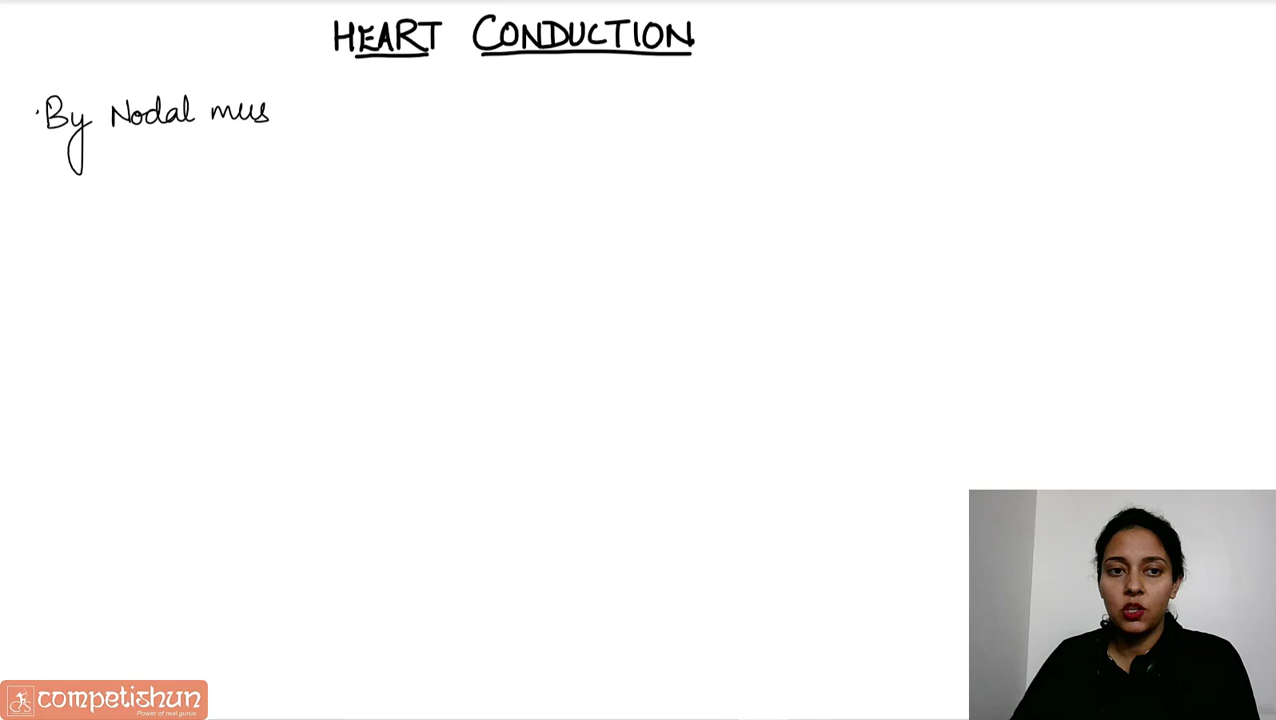 HEART CONDUCTION
·By Nodal mus
competishun
Power of real gurus